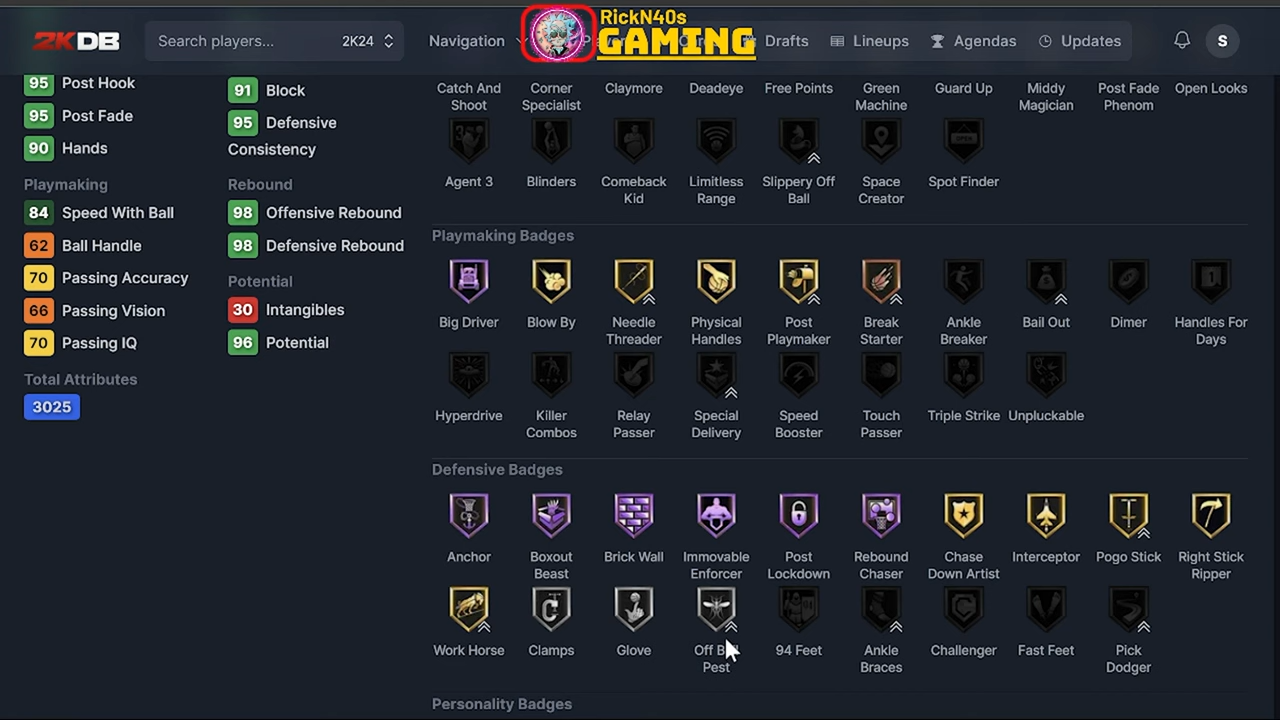 2KDB
Search players...
2K24
Navigation
RickN40s
GAMING
Drafts
Lineups
Agendas
Updates
S
95 Post Hook
95 Post Fade
90 Hands
Playmaking
84 Speed With Ball
62 Ball Handle
70 Passing Accuracy
66 Passing Vision
70 Passing IQ
Total Attributes
3025
91 Block
95 Defensive
Consistency
Rebound
98 Offensive Rebound
98 Defensive Rebound
Potential
30 Intangibles
96 Potential
Catch And
Shoot
Corner
Specialist
Claymore
Deadeye
Free Points
Green
Machine
Guard Up
Middy
Magician
Post Fade
Phenom
Open Looks
Agent 3
Blinders
Comeback
Kid
Limitless
Range
Slippery Off
Ball
Space
Creator
Spot Finder
Playmaking Badges
Big Driver
Blow By
Needle
Threader
Physical
Handles
Post
Playmaker
Break
Starter
Ankle
Breaker
Bail Out
Dimer
Handles For
Days
Hyperdrive
Killer
Combos
Relay
Passer
Special
Delivery
Speed
Booster
Touch
Passer
Triple Strike
Unpluckable
Defensive Badges
Anchor
Boxout
Beast
Brick Wall
Immovable
Enforcer
Post
Lockdown
Rebound
Chaser
Chase
Down Artist
Interceptor
Pogo Stick
Right Stick
Ripper
Work Horse
Clamps
Glove
Off Ball
Pest
94 Feet
Ankle
Braces
Challenger
Fast Feet
Pick
Dodger
Personality Badges